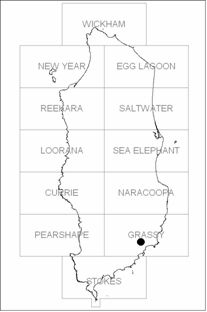 WICKHAM
NEW YEAR EGG LAGOON
REEKARA SALTWATER
LOORANA SEA ELEPHANT
CURRIE NARACOOPA
PEARSHAPE GRASSY
STOKES